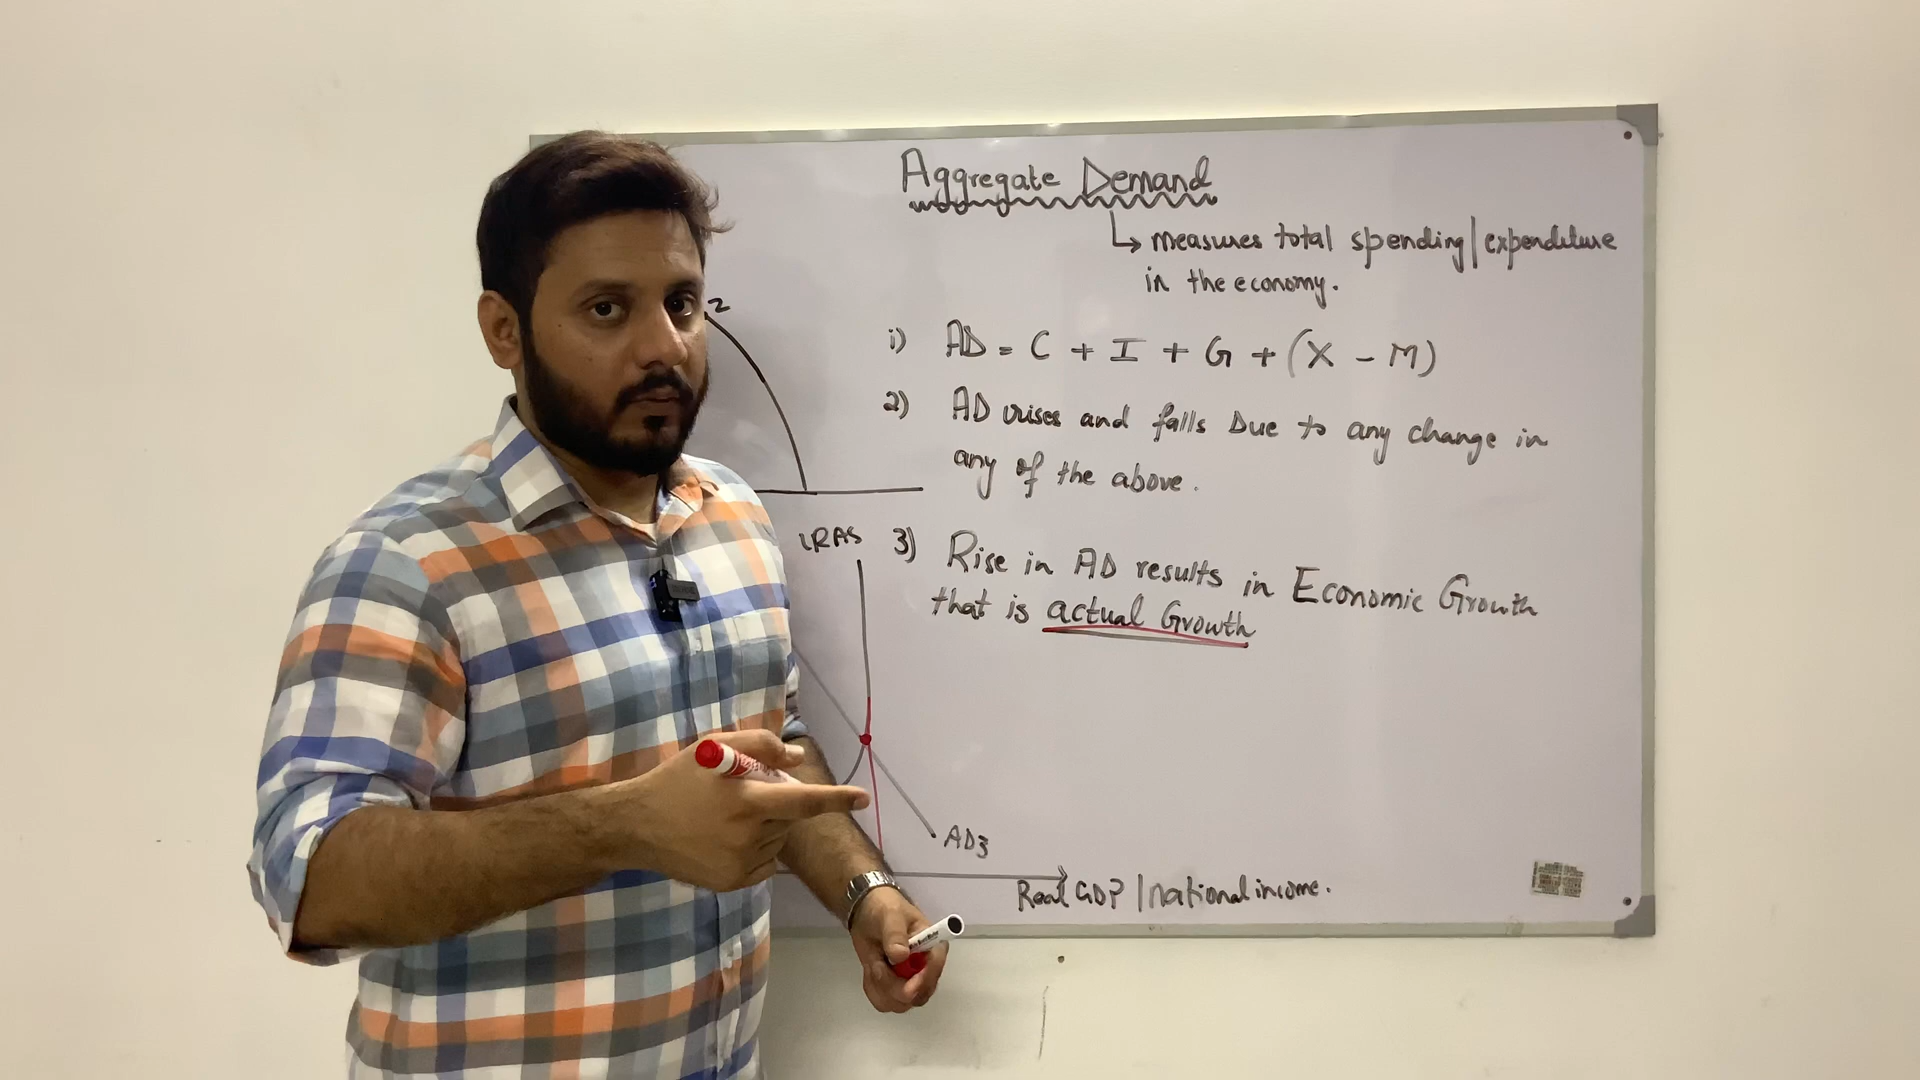 Aggregate Demand
↳ measures total spending/expenditure
in the economy.
2
i) AD = C + I + G + (X - M)
2) AD rises and falls Due to any change in
any of the above.
LRAS
3) Rise in AD results in Economic Growth
that is actual Growth
AD3
Real GDP / national income.